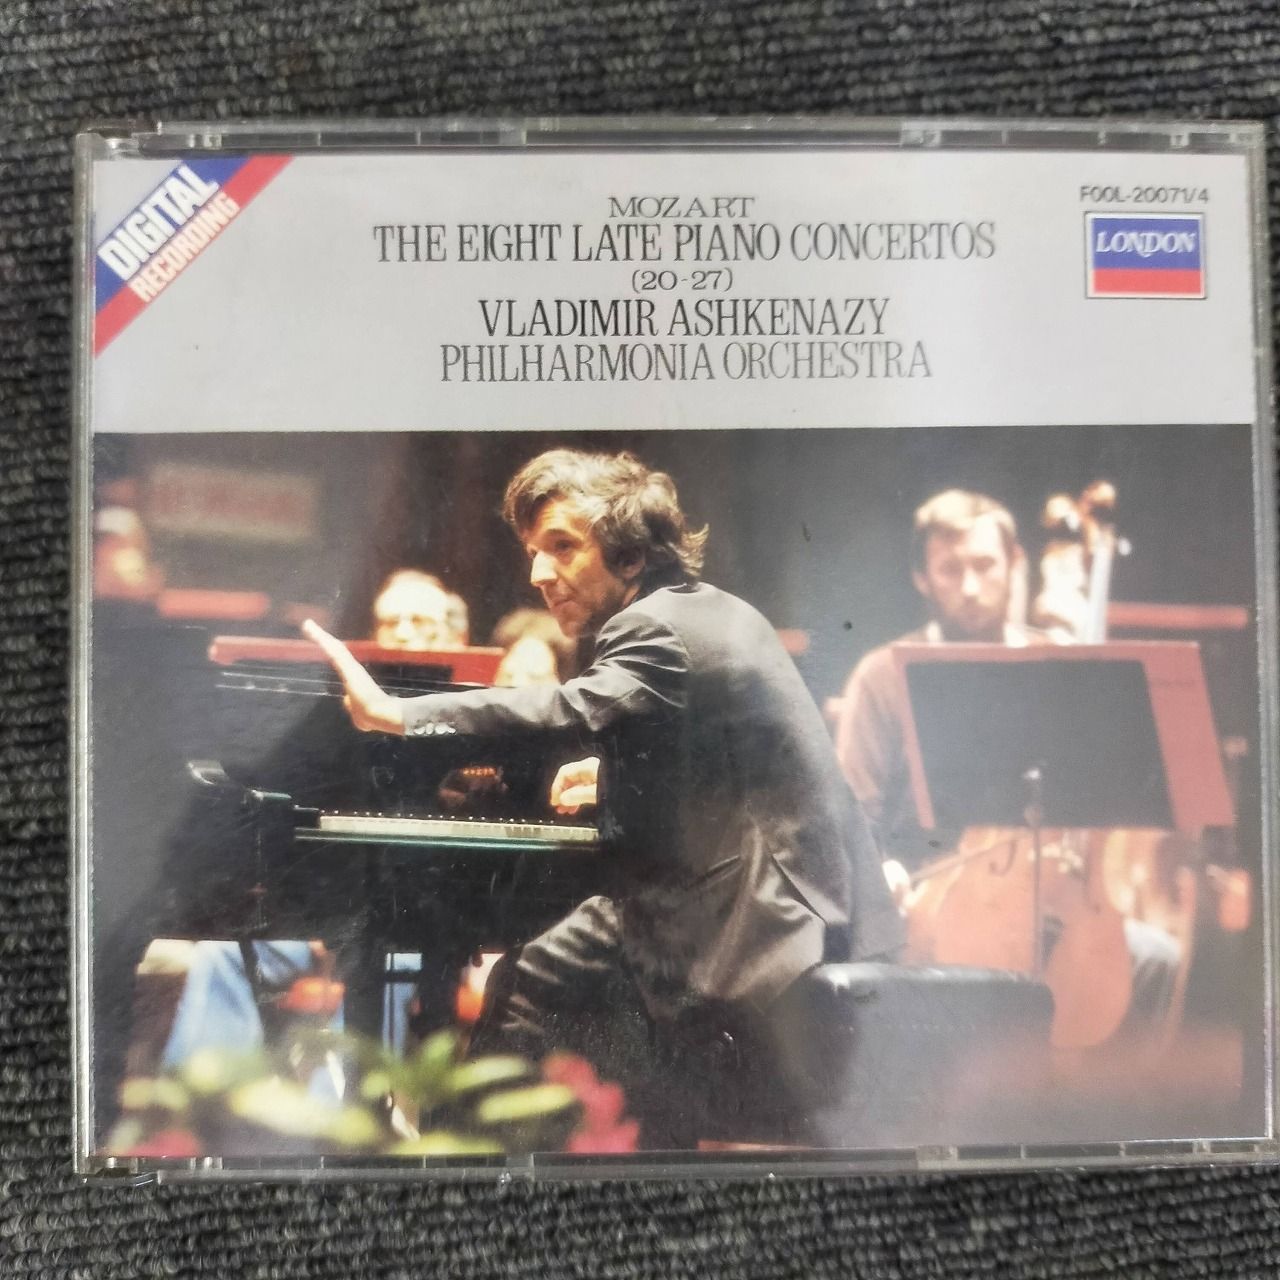 DIGITAL
RECORDING
MOZART
THE EIGHT LATE PIANO CONCERTOS
(20-27)
VLADIMIR ASHKENAZY
PHILHARMONIA ORCHESTRA
F00L-20071/4
LONDON